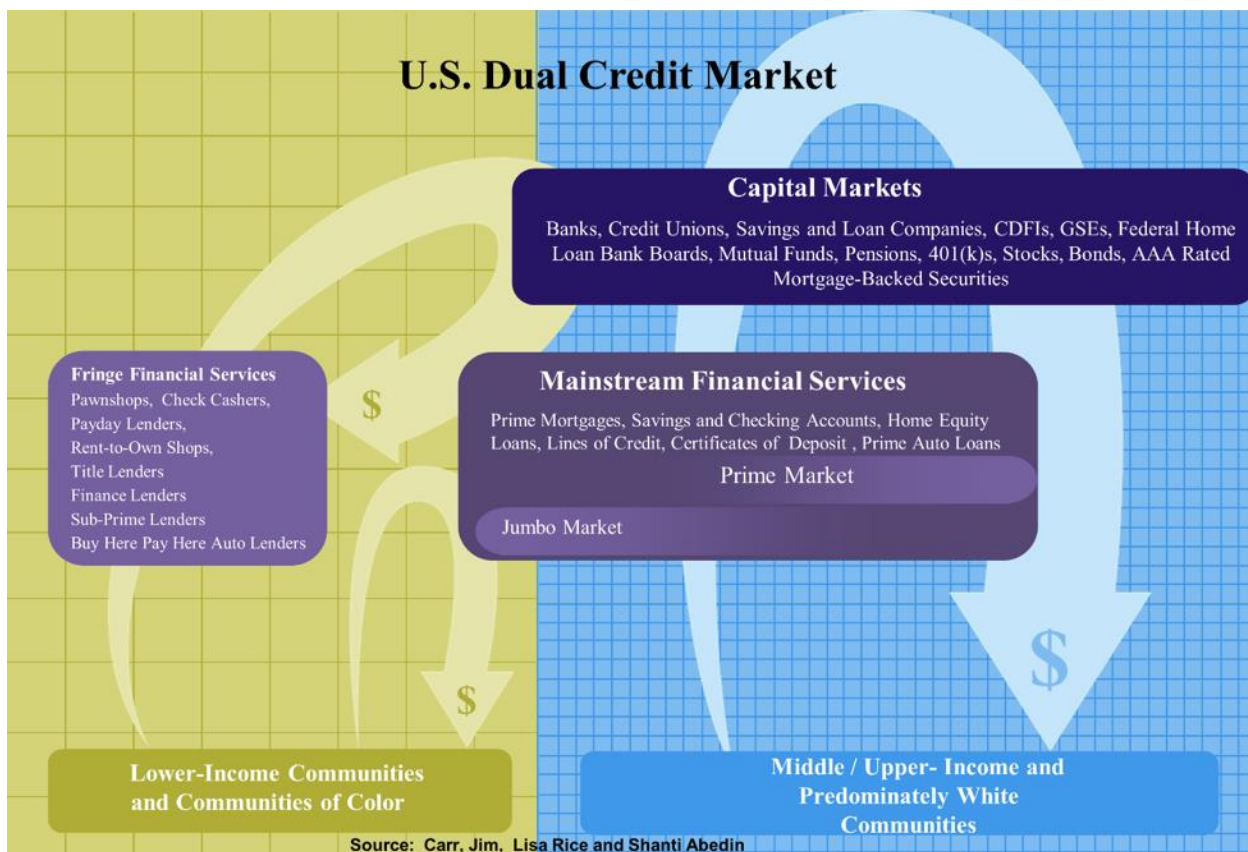 U.S. Dual Credit Market
Capital Markets
Banks, Credit Unions, Savings and Loan Companies, CDFIs, GSEs, Federal Home
Loan Bank Boards, Mutual Funds, Pensions, 401(k)s, Stocks, Bonds, AAA Rated
Mortgage-Backed Securities
Fringe Financial Services
Pawnshops, Check Cashers,
Payday Lenders,
Rent-to-Own Shops,
Title Lenders
Finance Lenders
Sub-Prime Lenders
Buy Here Pay Here Auto Lenders
$
Mainstream Financial Services
Prime Mortgages, Savings and Checking Accounts, Home Equity
Loans, Lines of Credit, Certificates of Deposit , Prime Auto Loans
Prime Market
Jumbo Market
$
$
Lower-Income Communities
and Communities of Color
Middle / Upper- Income and
Predominately White
Communities
Source: Carr, Jim, Lisa Rice and Shanti Abedin